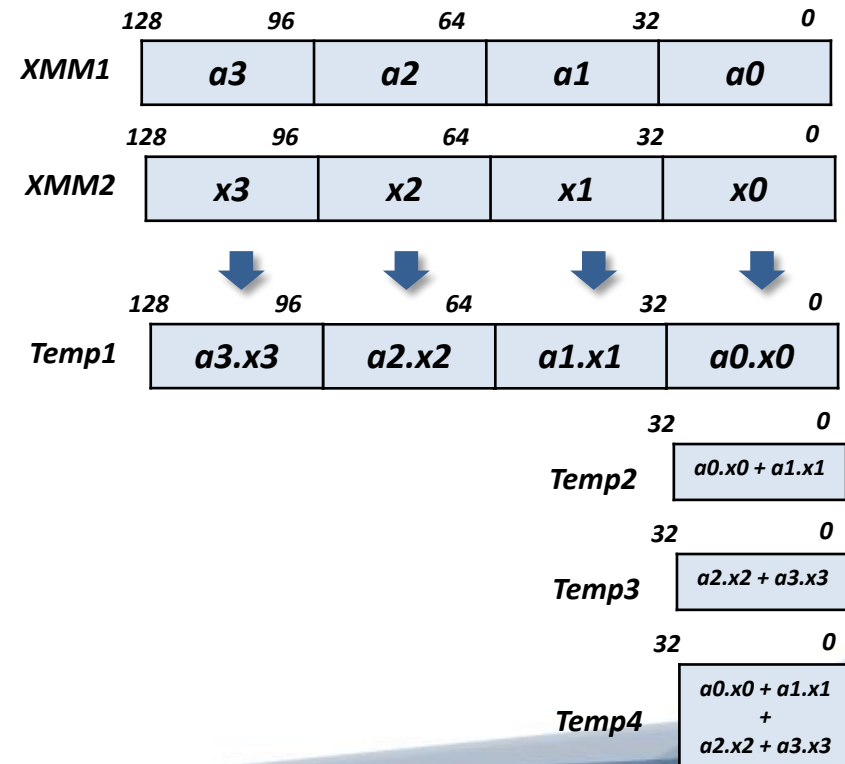 128 96 64 32 0
XMM1 a3 a2 a1 a0
128 96 64 32 0
XMM2 x3 x2 x1 x0
128 96 64 32 0
Temp1 a3.x3 a2.x2 a1.x1 a0.x0
32 0
Temp2 a0.x0 + a1.x1
32 0
Temp3 a2.x2 + a3.x3
32 0
a0.x0 + a1.x1
Temp4 +
a2.x2 + a3.x3